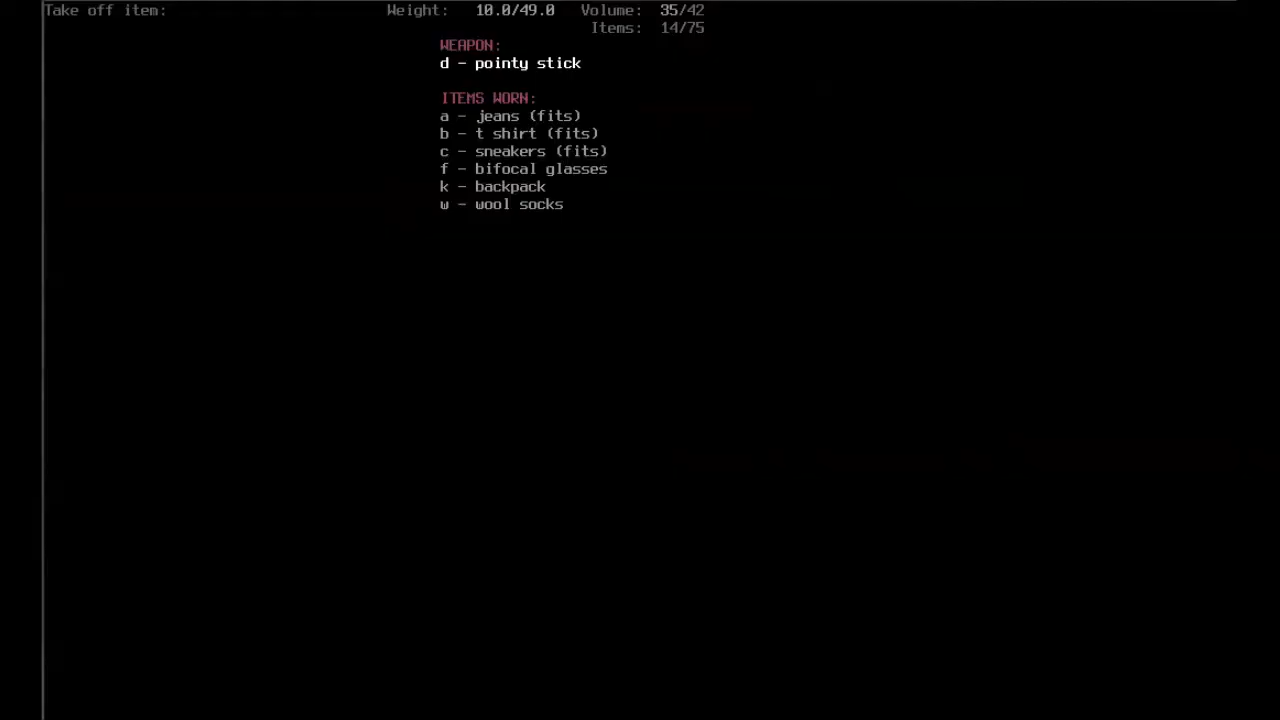 Take off item: Weight: 10.0/49.0 Volume: 35/42
Items: 14/75
WEAPON:
d - pointy stick
ITEMS WORN:
a - jeans (fits)
b - t shirt (fits)
c - sneakers (fits)
f - bifocal glasses
k - backpack
w - wool socks